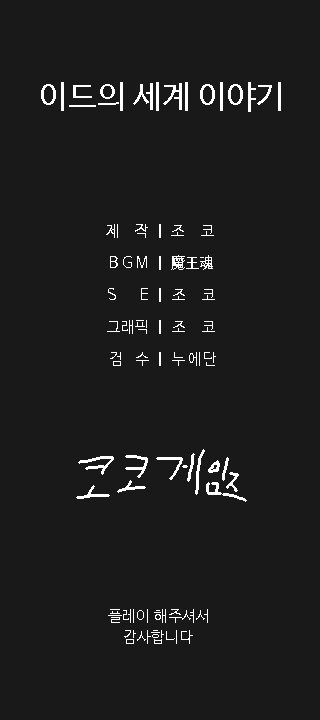 이드의 세계 이야기
제 작 | 조 코
BGM | 魔王魂
S E | 조 코
그래픽 | 조 코
검 수 | 누에단
코코게임즈
플레이 해주셔서
감사합니다